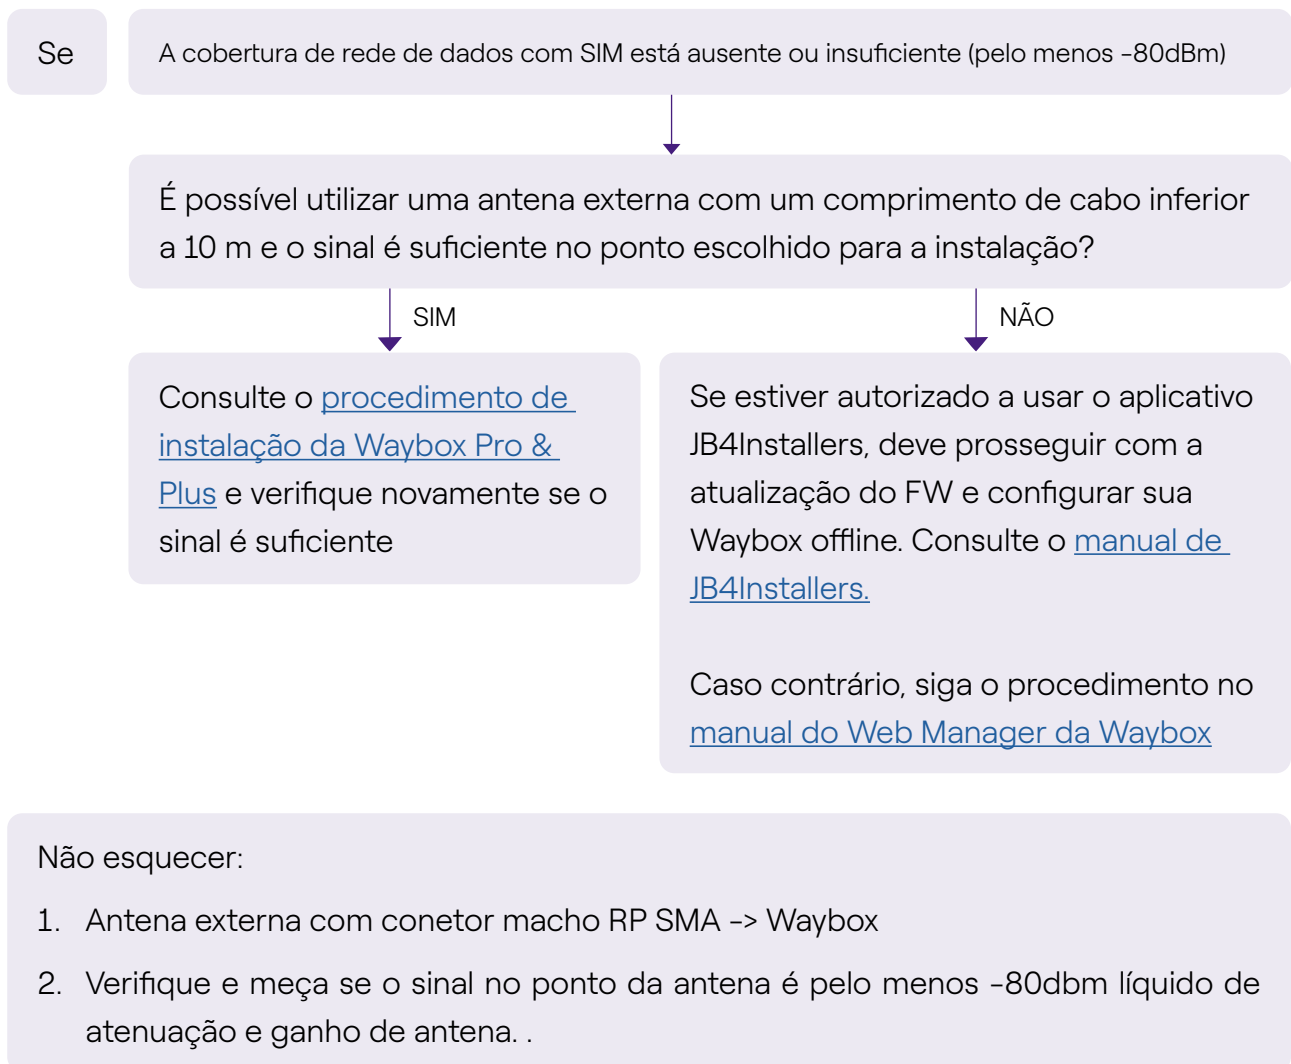 Se
A cobertura de rede de dados com SIM está ausente ou insuficiente (pelo menos -80dBm)
É possível utilizar uma antena externa com um comprimento de cabo inferior
a 10 m e o sinal é suficiente no ponto escolhido para a instalação?
SIM
NÃO
Consulte o procedimento de
instalação da Waybox Pro &
Plus e verifique novamente se o
sinal é suficiente
Se estiver autorizado a usar o aplicativo
JB4Installers, deve prosseguir com a
atualização do FW e configurar sua
Waybox offline. Consulte o manual de
JB4Installers.
Caso contrário, siga o procedimento no
manual do Web Manager da Waybox
Não esquecer:
1. Antena externa com conetor macho RP SMA -> Waybox
2. Verifique e meça se o sinal no ponto da antena é pelo menos -80dbm líquido de
atenuação e ganho de antena. .